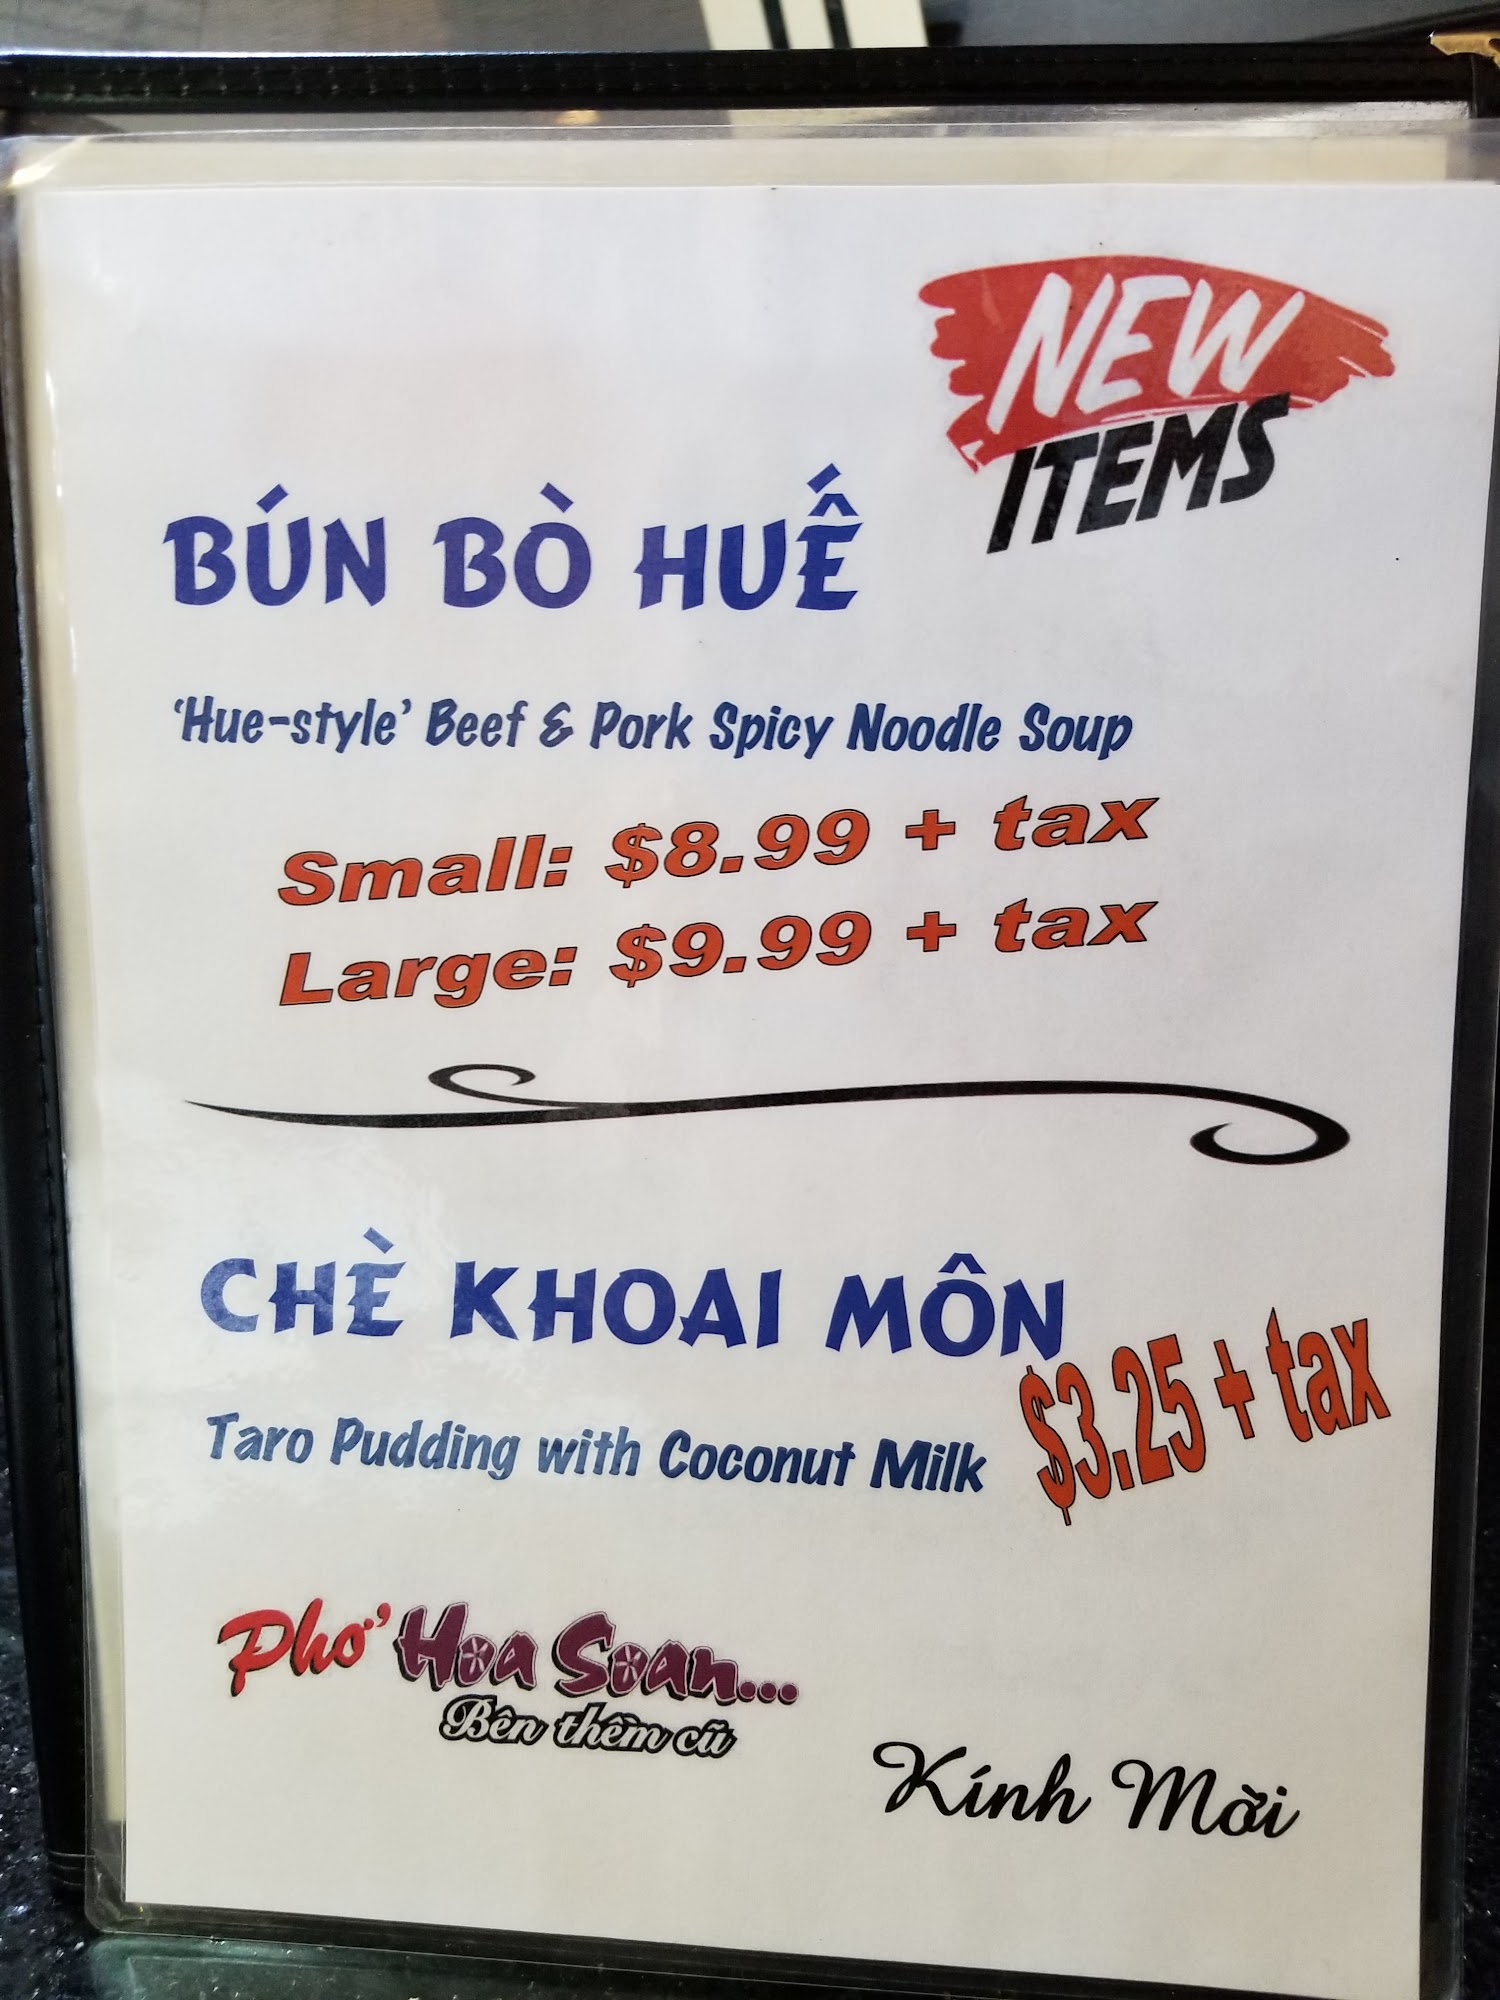 NEW
ITEMS
BÚN BÒ HUẾ
'Hue-style' Beef & Pork Spicy Noodle Soup
Small: $8.99 + tax
Large: $9.99 + tax
CHÈ KHOAI MÔN
$3.25 + tax
Taro Pudding with Coconut Milk
Phở Hoa Soan...
Bên thềm cũ
Kính Mời